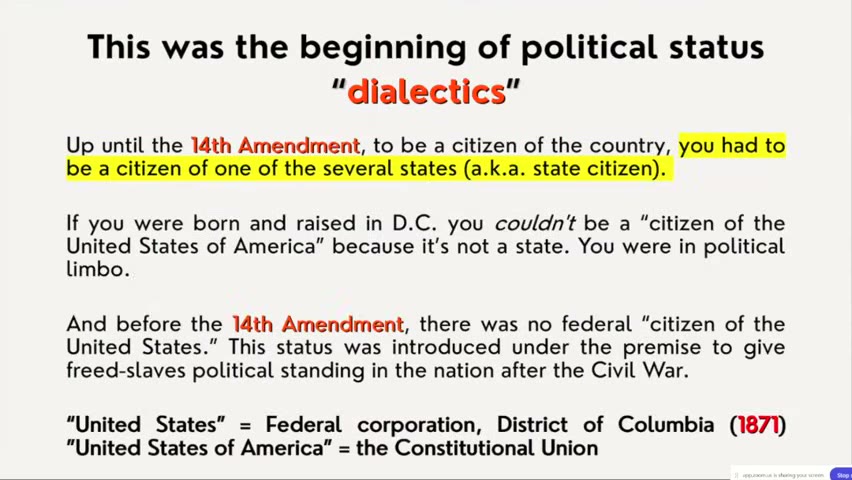 This was the beginning of political status
“dialectics”
Up until the 14th Amendment, to be a citizen of the country, you had to
be a citizen of one of the several states (a.k.a. state citizen).
If you were born and raised in D.C. you couldn't be a “citizen of the
United States of America” because it’s not a state. You were in political
limbo.
And before the 14th Amendment, there was no federal “citizen of the
United States.” This status was introduced under the premise to give
freed-slaves political standing in the nation after the Civil War.
“United States” = Federal corporation, District of Columbia (1871)
”United States of America” = the Constitutional Union
is sharing your screen.
Stop